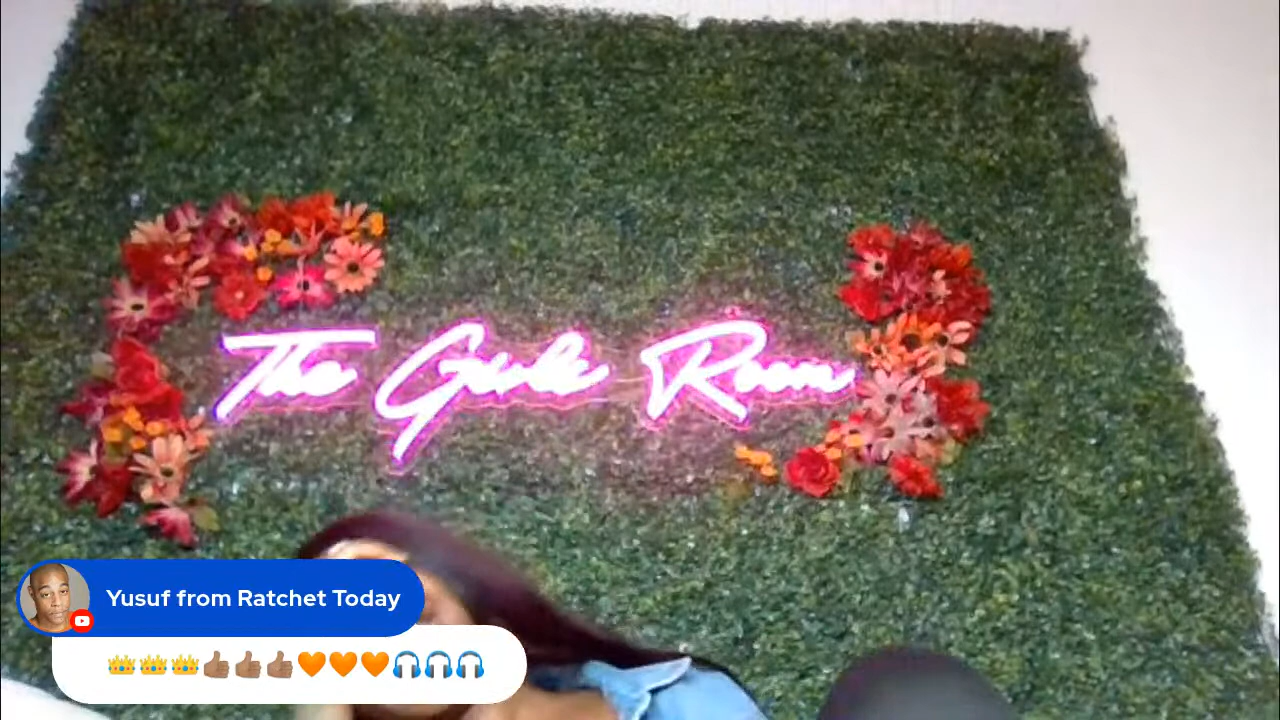 The Girls Room
Yusuf from Ratchet Today
👑👑👑👍🏽👍🏽👍🏽🧡🧡🧡🎧🎧🎧